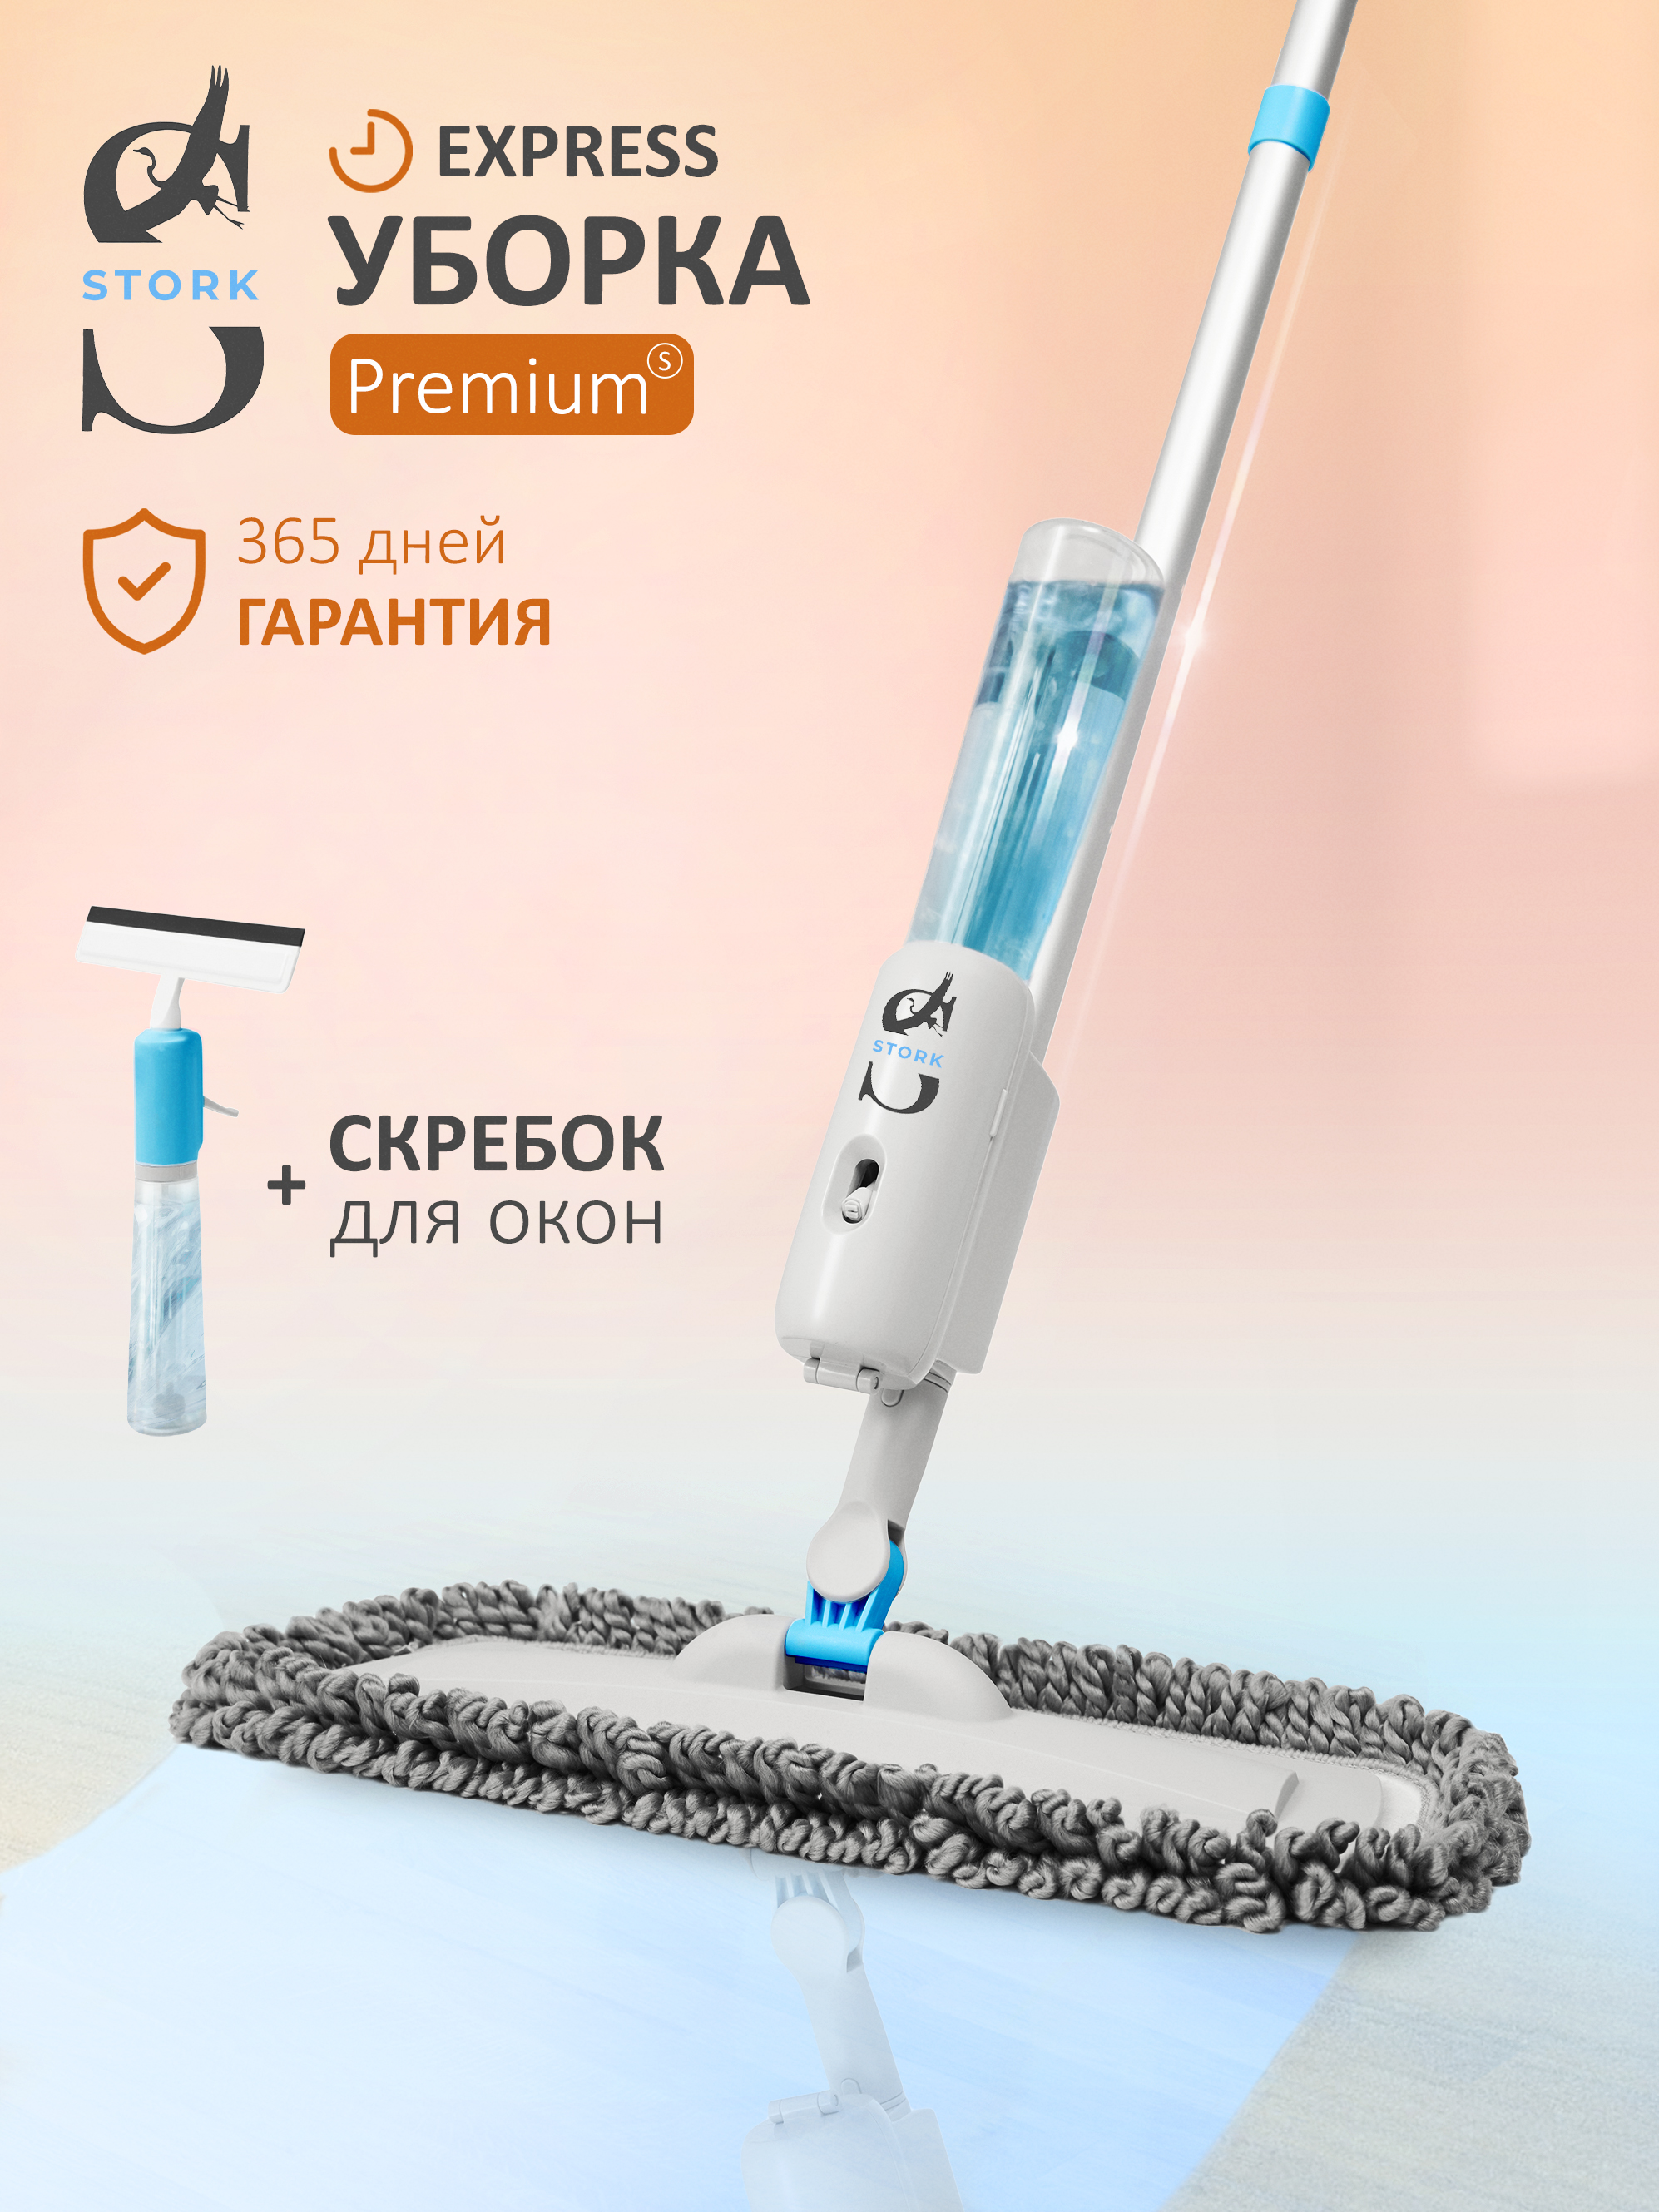 STORK
EXPRESS
УБОРКА
Premium Ⓢ
365 дней
ГАРАНТИЯ
+ СКРЕБОК
ДЛЯ ОКОН
STORK